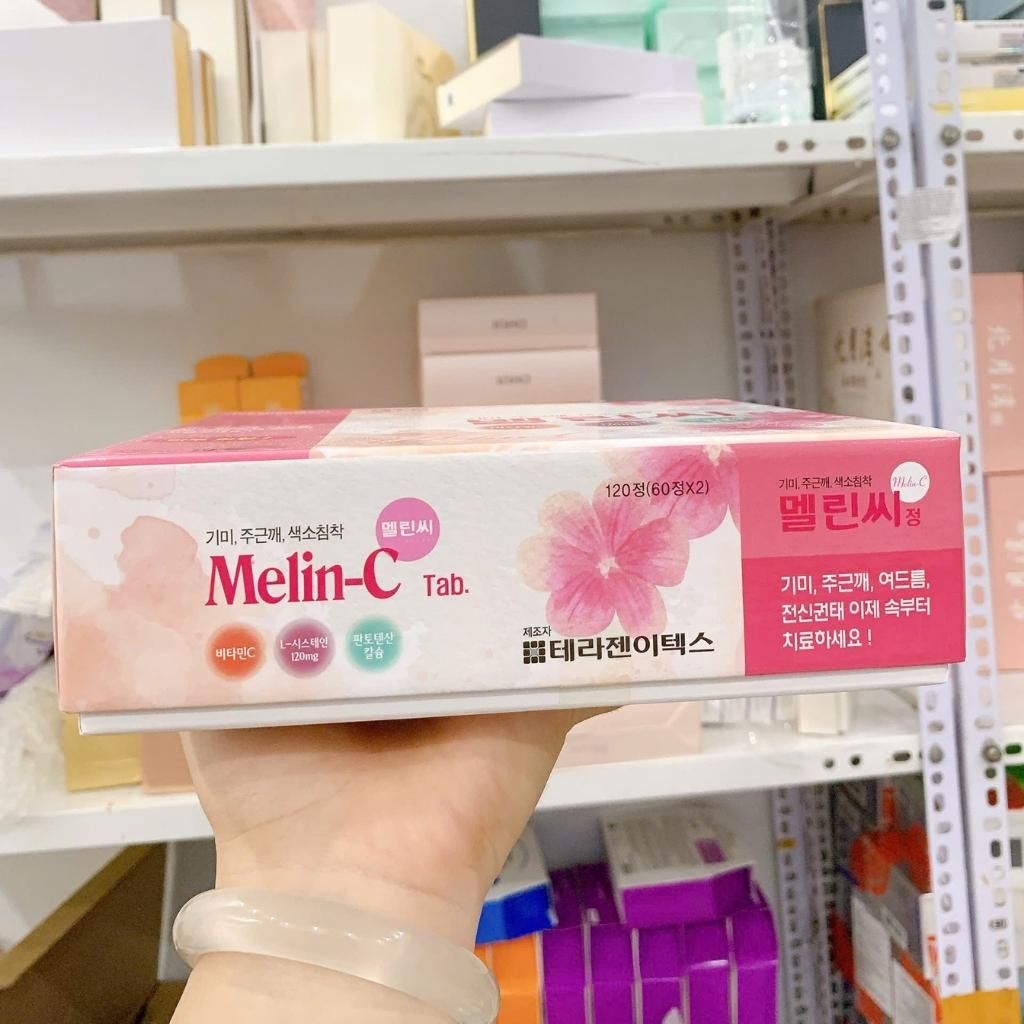 기미, 주근깨, 색소침착
멜린씨
Melin-C Tab.
비타민C
L-시스테인
120mg
판토텐산
칼슘
120정(60정X2)
제조자
테라젠이텍스
기미, 주근깨, 색소침착
Melin-C
멜린씨정
기미, 주근깨, 여드름,
전신권태 이제 속부터
치료하세요 !